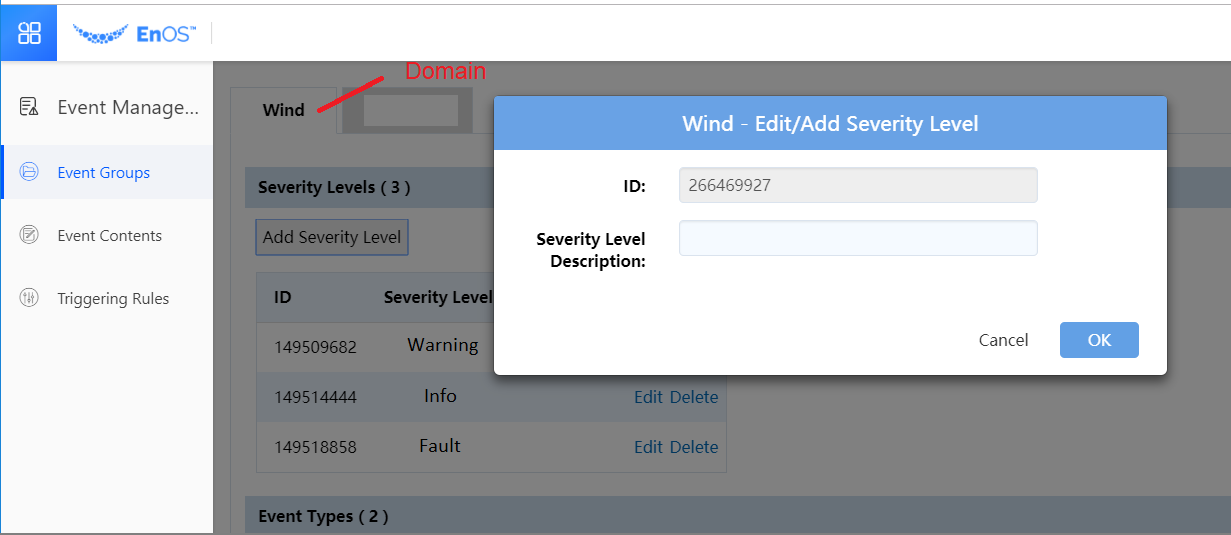 EnOS™
Domain
Event Manage...
Wind
Wind - Edit/Add Severity Level
Event Groups
ID:
266469927
Severity Levels ( 3 )
Event Contents
Add Severity Level
Severity Level
Description:
Triggering Rules
ID
Severity Level
Cancel
OK
149509682
Warning
149514444
Info
Edit Delete
149518858
Fault
Edit Delete
Event Types ( 2 )